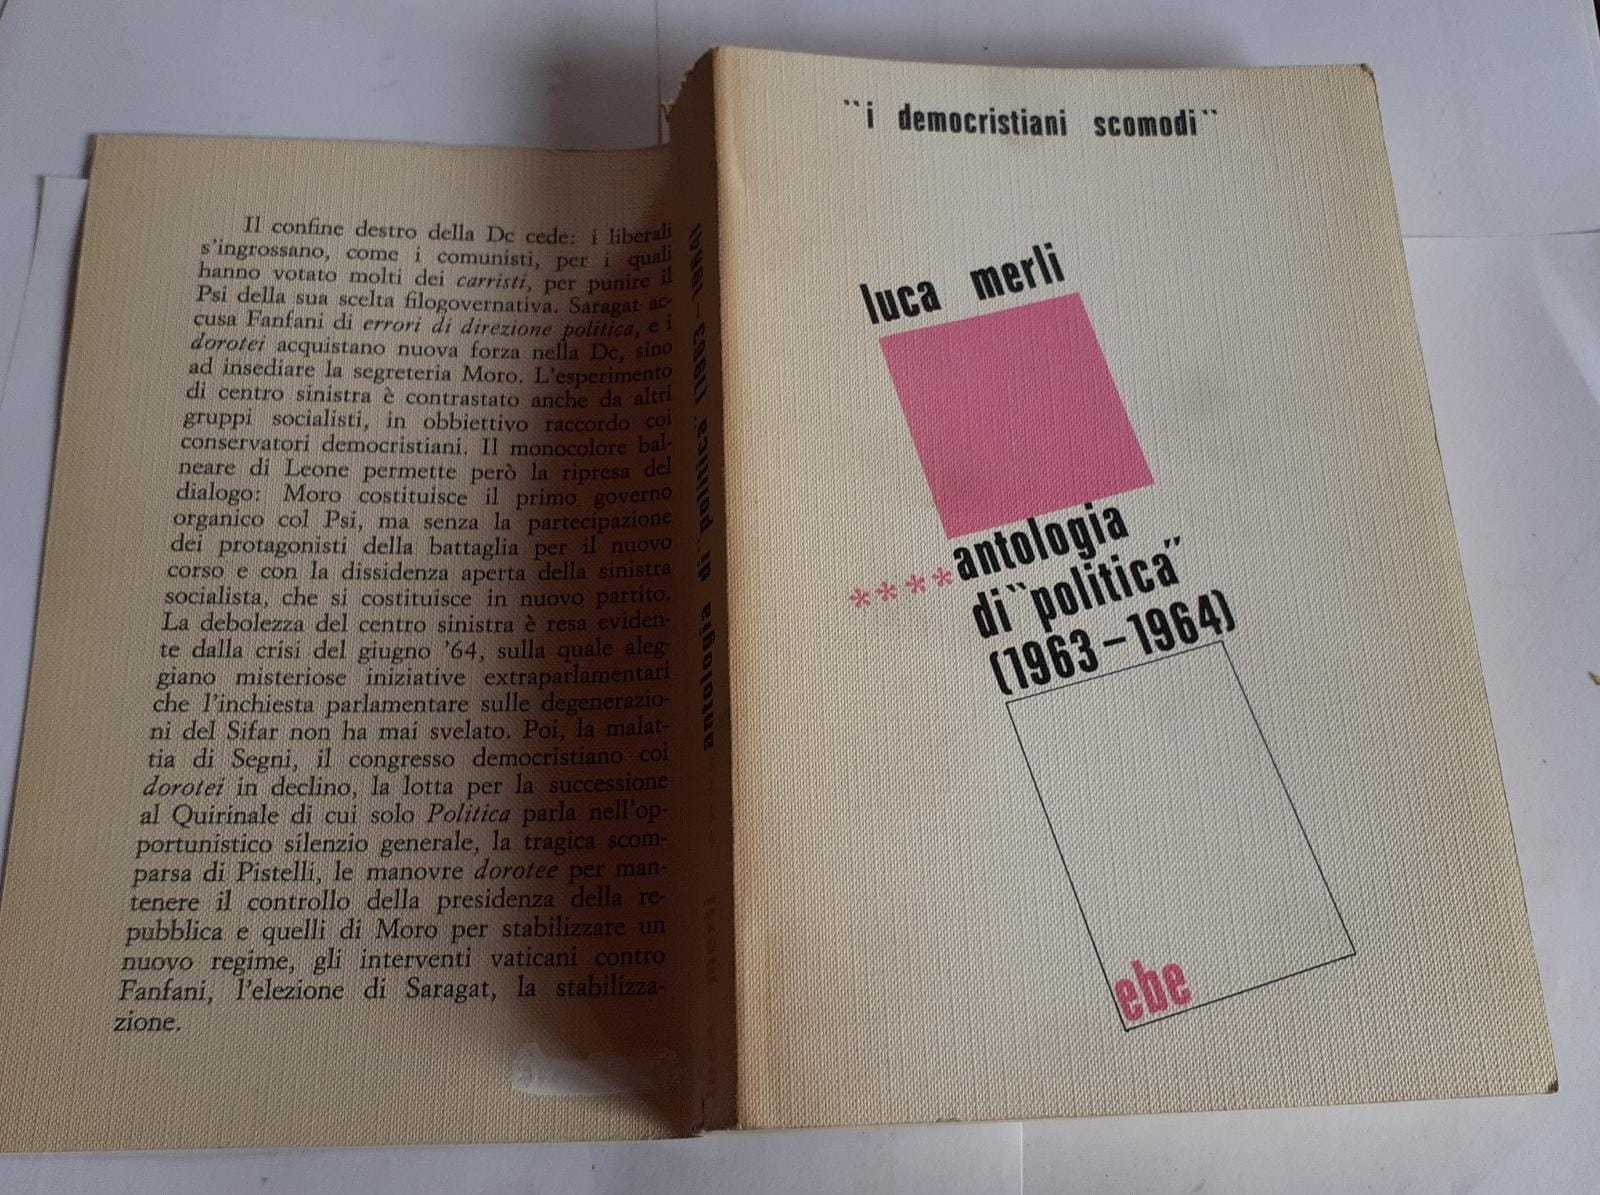 Il confine destro della Dc cede: i liberali
s'ingrossano, come i comunisti, per i quali
hanno votato molti dei carristi, per punire il
Psi della sua scelta filogovernativa. Saragat ac-
cusa Fanfani di errori di direzione politica, e i
dorotei acquistano nuova forza nella Dc, sino
ad insediare la segreteria Moro. L'esperimento
di centro sinistra è contrastato anche da altri
gruppi socialisti, in obbiettivo raccordo coi
conservatori democristiani. Il monocolore bal-
neare di Leone permette però la ripresa del
dialogo: Moro costituisce il primo governo
organico col Psi, ma senza la partecipazione
dei protagonisti della battaglia per il nuovo
corso e con la dissidenza aperta della sinistra
socialista, che si costituisce in nuovo partito.
La debolezza del centro sinistra è resa eviden-
te dalla crisi del giugno '64, sulla quale aleg-
giano misteriose iniziative extraparlamentari
che l'inchiesta parlamentare sulle degenerazio-
ni del Sifar non ha mai svelato. Poi, la malat-
tia di Segni, il congresso democristiano coi
dorotei in declino, la lotta per la successione
al Quirinale di cui solo Politica parla nell'op-
portunistico silenzio generale, la tragica scom-
parsa di Pistelli, le manovre dorotee per man-
tenere il controllo della presidenza della re-
pubblica e quelli di Moro per stabilizzare un
nuovo regime, gli interventi vaticani contro
Fanfani, l'elezione di Saragat, la stabilizza-
zione.
antologia di "politica" (1963-1964)
"i democristiani scomodi"
luca merli
****antologia
di "politica"
(1963-1964)
ebe